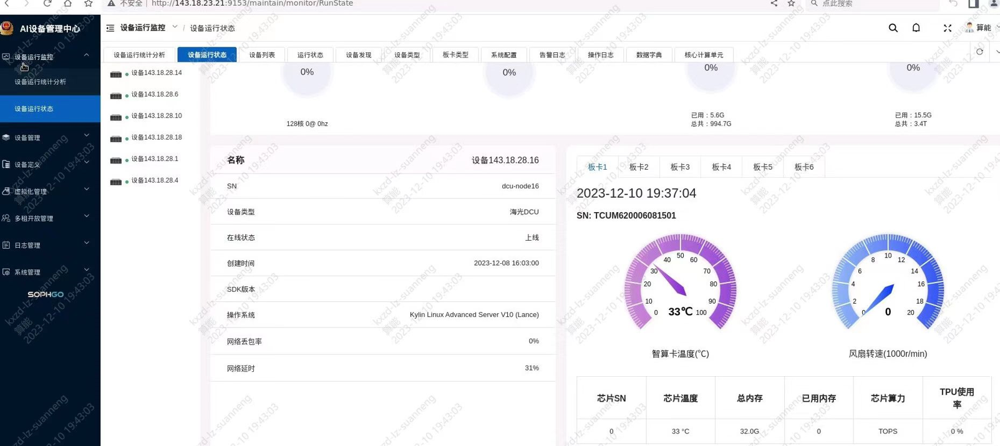 不安全 | http://143.18.23.21:9153/maintain/monitor/RunState
点此搜索
AI设备管理中心
设备运行监控 / 设备运行状态
算能
设备运行监控
设备运行统计分析
设备运行状态
设备管理
设备定义
虚拟化管理
多租开放管理
日志管理
系统管理
SOPHGO
设备运行统计分析 设备运行状态 设备列表 运行状态 设备发现 设备类型 板卡类型 系统配置 告警日志 操作日志 数据字典 核心计算单元
设备143.18.28.14
设备143.18.28.6
设备143.18.28.10
设备143.18.28.18
设备143.18.28.1
设备143.18.28.4
0% 0% 0% 0%
128核 0@ 0hz
已用：5.6G
总共：994.7G
已用：15.5G
总共：3.4T
名称 设备143.18.28.16
SN dcu-node16
设备类型 海光DCU
在线状态 上线
创建时间 2023-12-08 16:03:00
SDK版本
操作系统 Kylin Linux Advanced Server V10 (Lance)
网络丢包率 0%
网络延时 31%
板卡1 板卡2 板卡3 板卡4 板卡5 板卡6
2023-12-10 19:37:04
SN: TCUM620006081501
0 10 20 30 40 50 60 70 80 90 100
33℃
智算卡温度(℃)
0 2 4 6 8 10 12 14 16 18 20
0
风扇转速(1000r/min)
芯片SN 芯片温度 总内存 已用内存 芯片算力 TPU使用率
0 33 °C 32.0G 0 TOPS 0 %
kxzd-lz-suanneng
算能
2023-12-10 19:43:03